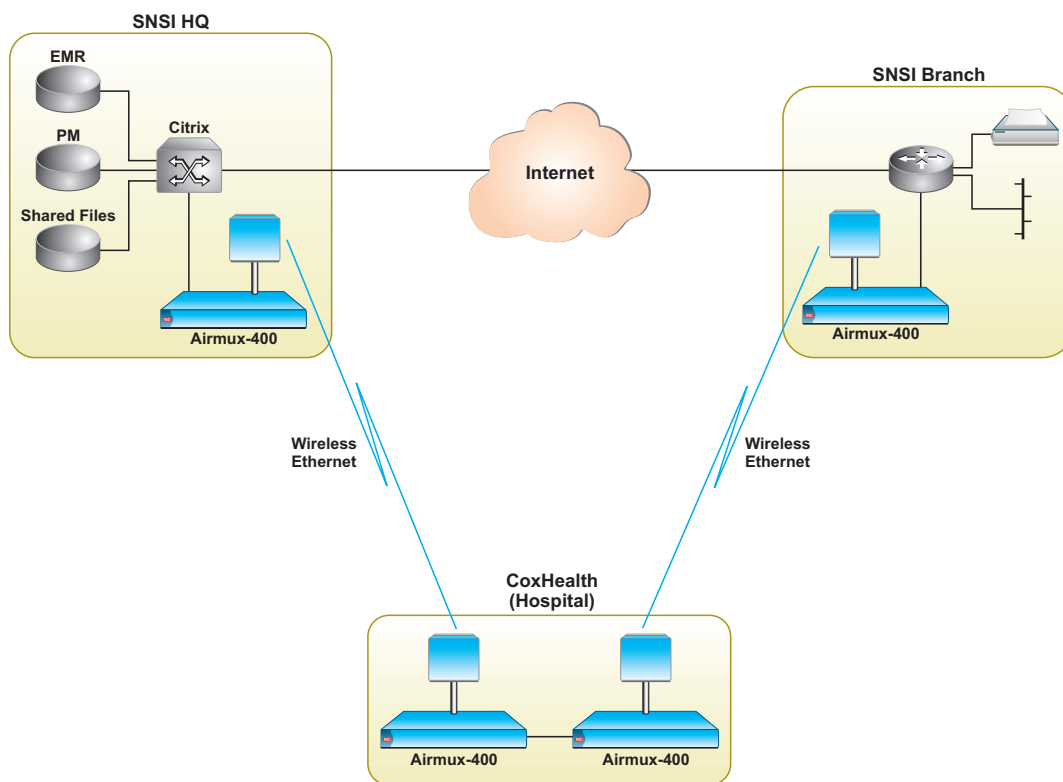 SNSI HQ
EMR
PM
Shared Files
Citrix
Airmux-400
Internet
SNSI Branch
Airmux-400
Wireless
Ethernet
Wireless
Ethernet
CoxHealth
(Hospital)
Airmux-400
Airmux-400